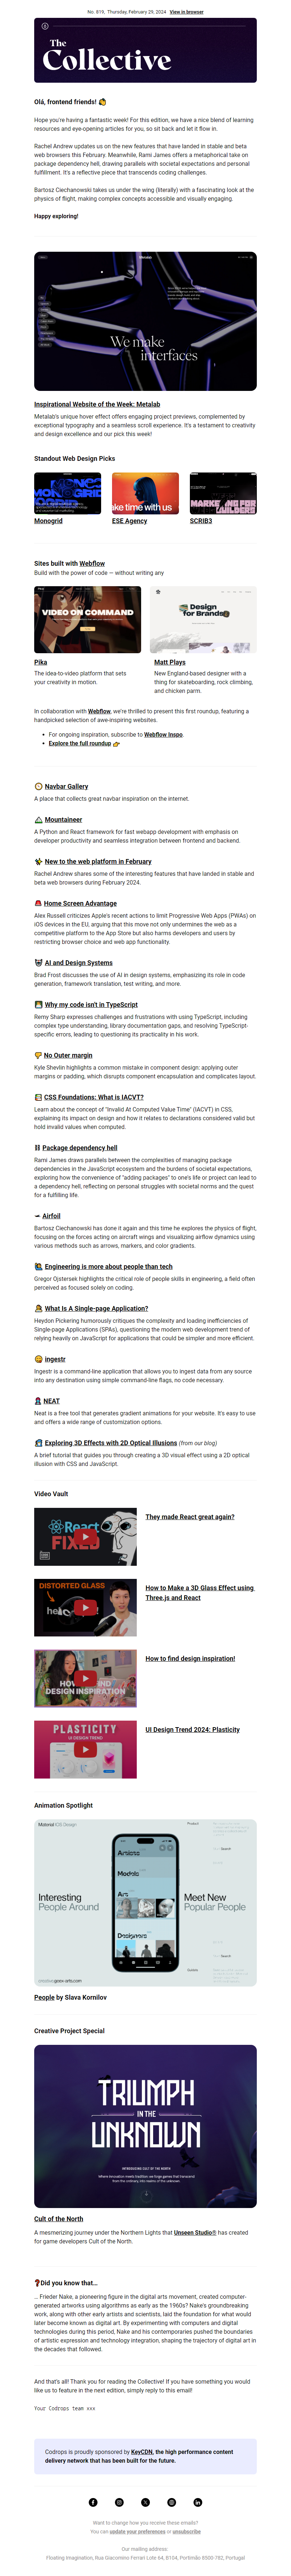 No. 819, Thursday, February 29, 2024 View in browser
The
Collective
Olá, frontend friends!
Hope you're having a fantastic week! For this edition, we have a nice blend of learning
resources and eye-opening articles for you, so sit back and let it flow in.
Rachel Andrew updates us on the new features that have landed in stable and beta
web browsers this February. Meanwhile, Rami James offers a metaphorical take on
package dependency hell, drawing parallels with societal expectations and personal
fulfillment. It's a reflective piece that transcends coding challenges.
Bartosz Ciechanowski takes us under the wing (literally) with a fascinating look at the
physics of flight, making complex concepts accessible and visually engaging.
Happy exploring!
Metalab
We make
interfaces
Inspirational Website of the Week: Metalab
Metalab's unique hover effect offers engaging project previews, complemented by
exceptional typography and a seamless scroll experience. It's a testament to creativity
and design excellence and our pick this week!
Standout Web Design Picks
ake time with us
Monogrid
ESE Agency
SCRIB3
Sites built with Webflow
Build with the power of code — without writing any
VIDEO ON COMMAND
Design
for Brands
Pika
Matt Plays
The idea-to-video platform that sets
your creativity in motion.
New England-based designer with a
thing for skateboarding, rock climbing,
and chicken parm.
In collaboration with Webflow, we're thrilled to present this first roundup, featuring a
handpicked selection of awe-inspiring websites.
• For ongoing inspiration, subscribe to Webflow Inspo.
• Explore the full roundup
Navbar Gallery
A place that collects great navbar inspiration on the internet.
Mountaineer
A Python and React framework for fast webapp development with emphasis on
developer productivity and seamless integration between frontend and backend.
New to the web platform in February
Rachel Andrew shares some of the interesting features that have landed in stable and
beta web browsers during February 2024.
Home Screen Advantage
Alex Russell criticizes Apple's recent actions to limit Progressive Web Apps (PWAs) on
iOS devices in the EU, arguing that this move not only undermines the web as a
competitive platform to the App Store but also harms developers and users by
restricting browser choice and web app functionality.
AI and Design Systems
Brad Frost discusses the use of AI in design systems, emphasizing its role in code
generation, framework translation, test writing, and more.
Why my code isn't in TypeScript
Remy Sharp expresses challenges and frustrations with using TypeScript, including
complex type understanding, library documentation gaps, and resolving TypeScript-
specific errors, leading to questioning its practicality in his work.
No Outer margin
Kyle Shevlin highlights a common mistake in component design: applying outer
margins or padding, which disrupts component encapsulation and complicates layout.
CSS Foundations: What is IACVT?
Learn about the concept of "Invalid At Computed Value Time" (IACVT) in CSS,
explaining its impact on design and how it relates to declarations considered valid but
hold invalid values when computed.
Package dependency hell
Rami James draws parallels between the complexities of managing package
dependencies in the JavaScript ecosystem and the burdens of societal expectations,
exploring how the convenience of "adding packages" to one's life or project can lead to
a dependency hell, reflecting on personal struggles with societal norms and the quest
for a fulfilling life.
Airfoil
Bartosz Ciechanowski has done it again and this time he explores the physics of flight,
focusing on the forces acting on aircraft wings and visualizing airflow dynamics using
various methods such as arrows, markers, and color gradients.
Engineering is more about people than tech
Gregor Ojstersek highlights the critical role of people skills in engineering, a field often
perceived as focused solely on coding.
What Is A Single-page Application?
Heydon Pickering humorously critiques the complexity and loading inefficiencies of
Single-page Applications (SPAs), questioning the modern web development trend of
relying heavily on JavaScript for applications that could be simpler and more efficient.
ingestr
Ingestr is a command-line application that allows you to ingest data from any source
into any destination using simple command-line flags, no code necessary.
NEAT
Neat is a free tool that generates gradient animations for your website. It's easy to use
and offers a wide range of customization options.
Exploring 3D Effects with 2D Optical Illusions (from our blog)
A brief tutorial that guides you through creating a 3D visual effect using a 2D optical
illusion with CSS and JavaScript.
Video Vault
React
FIXED
They made React great again?
DISTORTED GLASS
How to Make a 3D Glass Effect using
Three.js and React
DESIGN INSPIRATION
How to find design inspiration!
PLASTICITY
UI DESIGN TREND
UI Design Trend 2024: Plasticity
Animation Spotlight
Interesting
People Around
Meet New
Popular People
People by Slava Kornilov
Creative Project Special
TRIUMPH
IN THE
UNKNOWN
INTRODUCING CULT OF THE NORTH
Cult of the North
A mesmerizing journey under the Northern Lights that Unseen Studio® has created
for game developers Cult of the North.
Did you know that...
... Frieder Nake, a pioneering figure in the digital arts movement, created computer-
generated artworks using algorithms as early as the 1960s? Nake's groundbreaking
work, along with other early artists and scientists, laid the foundation for what would
later become known as digital art. By experimenting with computers and digital
technologies during this period, Nake and his contemporaries pushed the boundaries
of artistic expression and technology integration, shaping the trajectory of digital art in
the decades that followed.
And that's all! Thank you for reading the Collective! If you have something you would
like us to feature in the next edition, simply reply to this email!
Your Codrops team xxx
Codrops is proudly sponsored by KeyCDN, the high performance content
delivery network that has been built for the future.
Want to change how you receive these emails?
You can update your preferences or unsubscribe
Our mailing address:
Floating Imagination, Rua Giacomino Ferrari Lote 64, B104, Portimão 8500-782, Portugal